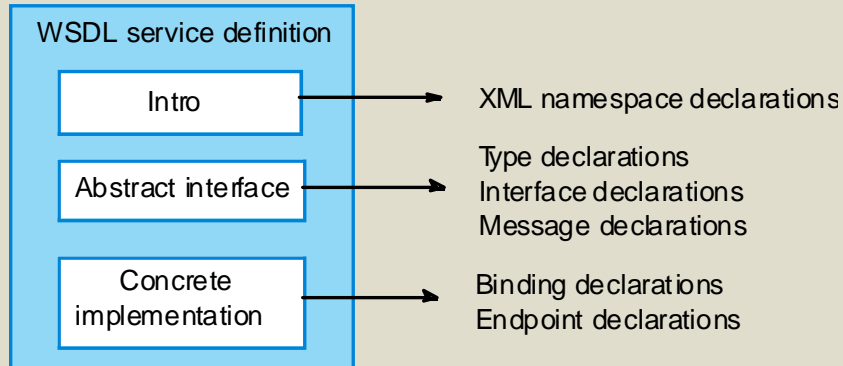 WSDL service definition
Intro
XML namespace declarations
Abstract interface
Type declarations
Interface declarations
Message declarations
Concrete
implementation
Binding declarations
Endpoint declarations